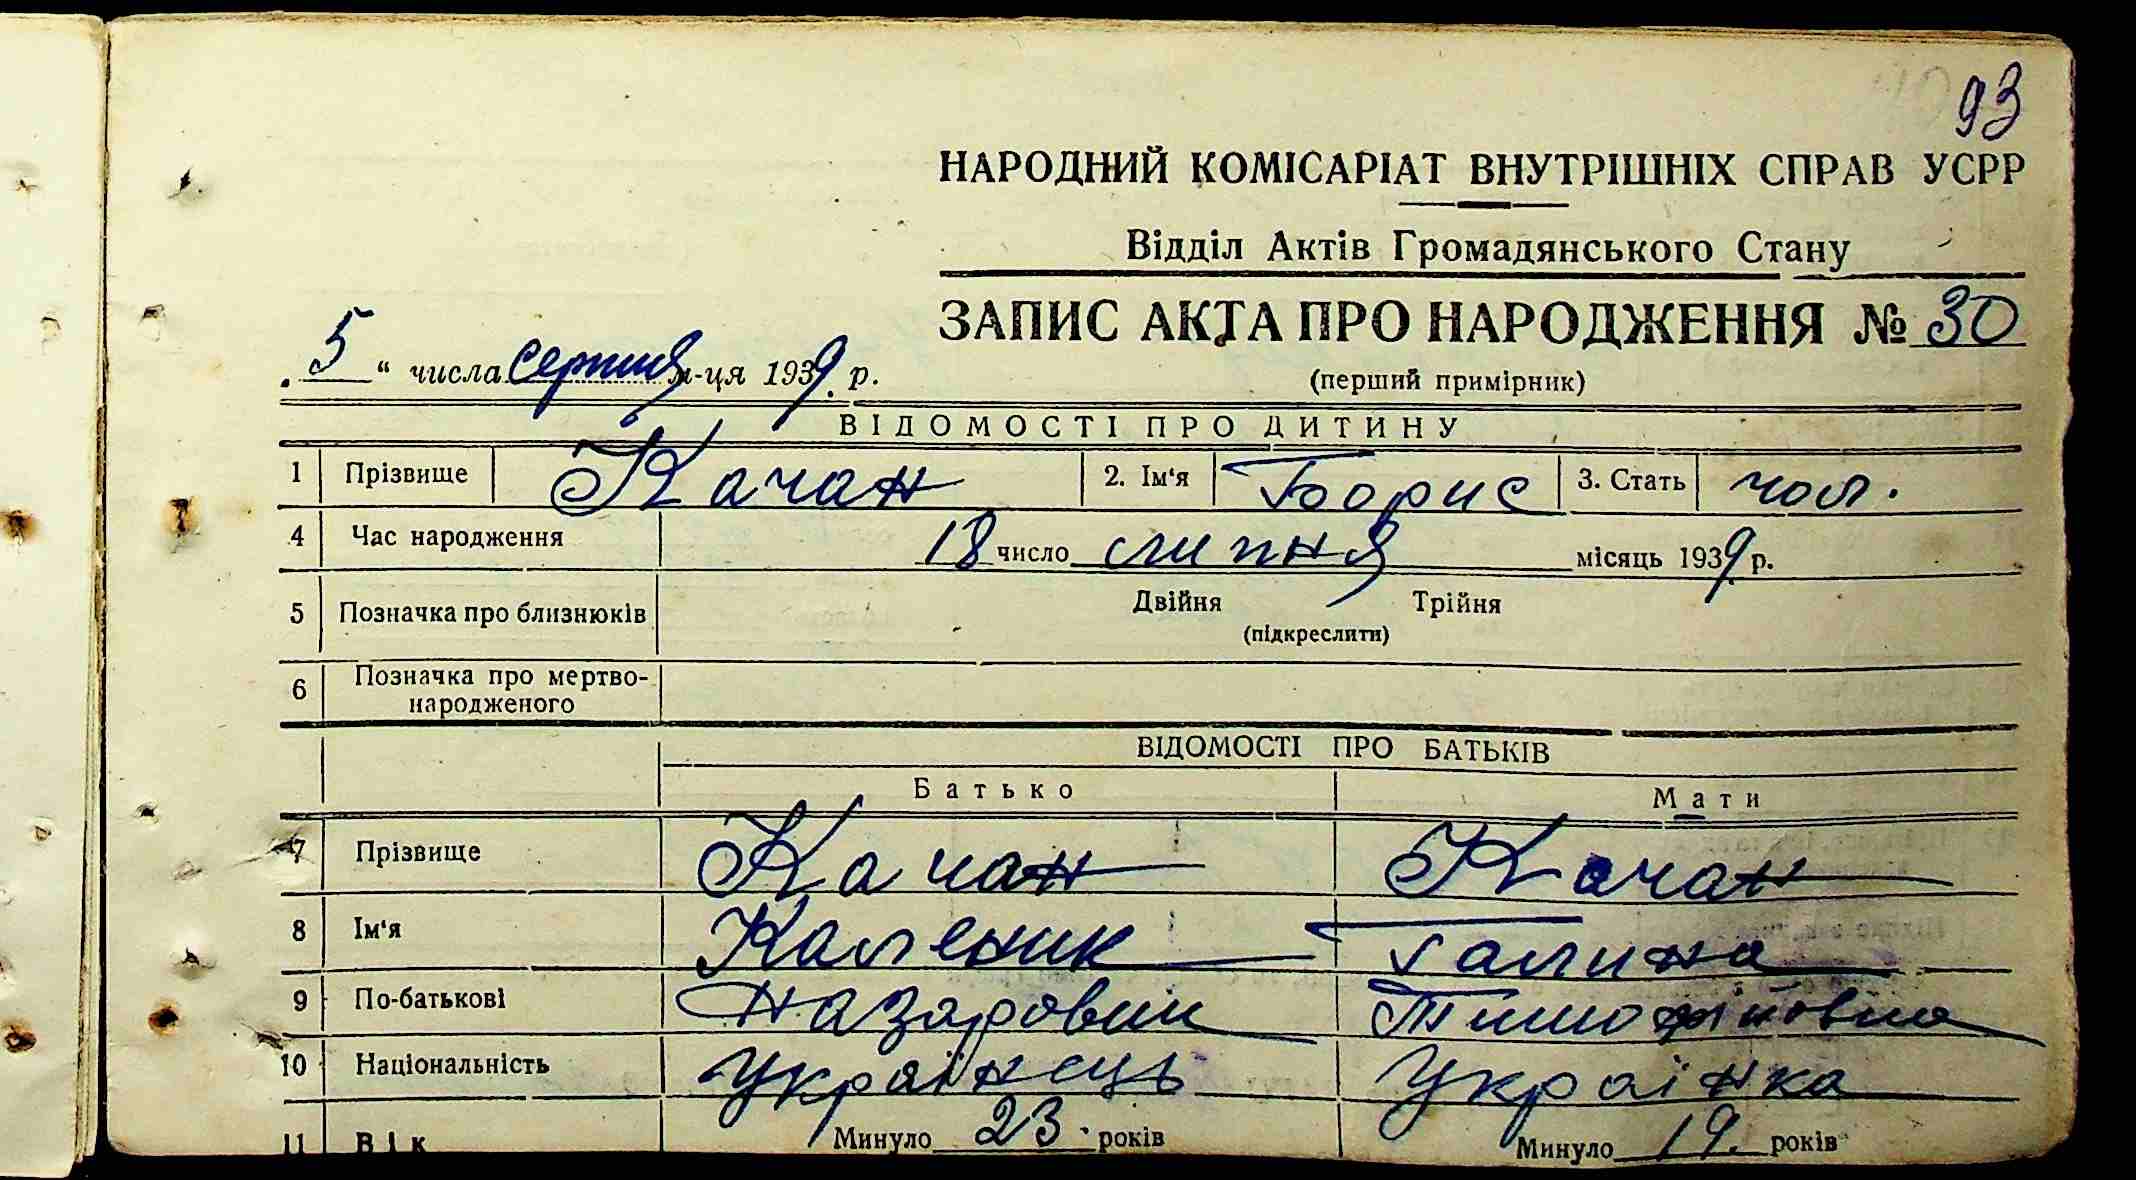 93
НАРОДНИЙ КОМІСАРІАТ ВНУТРІШНІХ СПРАВ УСРР
Відділ Актів Громадянського Стану
ЗАПИС АКТА ПРО НАРОДЖЕННЯ № 30
(перший примірник)
5 “ числа серпня м-ця 1939 р.
ВІДОМОСТІ ПРО ДИТИНУ
1 Прізвище Качан 2. Ім‘я Борис 3. Стать чол.
4 Час народження 18 число липня місяць 1939 р.
5 Позначка про близнюків Двійня Трійня
(підкреслити)
6 Позначка про мертво-
народженого
ВІДОМОСТІ ПРО БАТЬКІВ
Батько Мати
7 Прізвище Качан Качан
8 Ім‘я Каленик Галина
9 По-батькові Назарович Тимофіївна
10 Національність Українець Українка
11 Вік Минуло 23 років Минуло 19 років